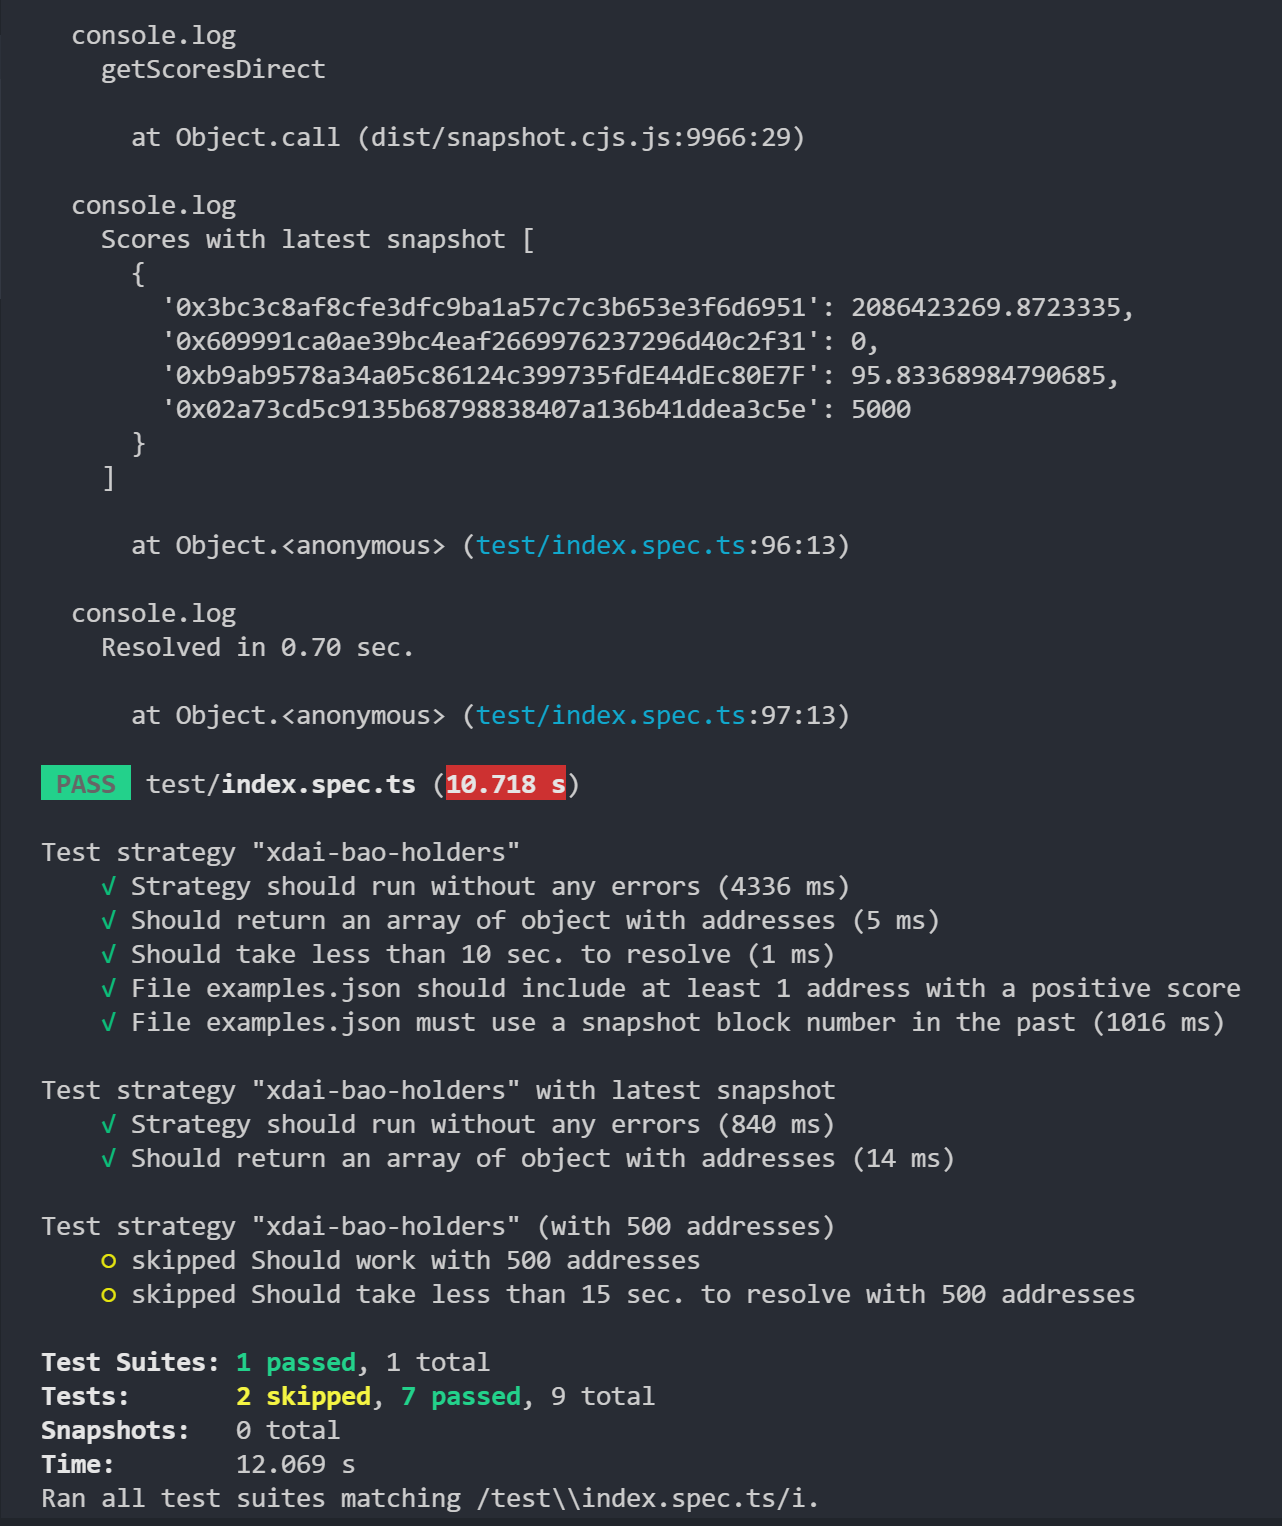 console.log
getScoresDirect
at Object.call (dist/snapshot.cjs.js:9966:29)
console.log
Scores with latest snapshot [
{
'0x3bc3c8af8cfe3dfc9ba1a57c7c3b653e3f6d6951': 2086423269.8723335,
'0x609991ca0ae39bc4eaf2669976237296d40c2f31': 0,
'0xb9ab9578a34a05c86124c399735fdE44dEc80E7F': 95.83368984790685,
'0x02a73cd5c9135b68798838407a136b41ddea3c5e': 5000
}
]
at Object.<anonymous> (test/index.spec.ts:96:13)
console.log
Resolved in 0.70 sec.
at Object.<anonymous> (test/index.spec.ts:97:13)
PASS test/index.spec.ts (10.718 s)
Test strategy "xdai-bao-holders"
√ Strategy should run without any errors (4336 ms)
√ Should return an array of object with addresses (5 ms)
√ Should take less than 10 sec. to resolve (1 ms)
√ File examples.json should include at least 1 address with a positive score
√ File examples.json must use a snapshot block number in the past (1016 ms)
Test strategy "xdai-bao-holders" with latest snapshot
√ Strategy should run without any errors (840 ms)
√ Should return an array of object with addresses (14 ms)
Test strategy "xdai-bao-holders" (with 500 addresses)
○ skipped Should work with 500 addresses
○ skipped Should take less than 15 sec. to resolve with 500 addresses
Test Suites: 1 passed, 1 total
Tests: 2 skipped, 7 passed, 9 total
Snapshots: 0 total
Time: 12.069 s
Ran all test suites matching /test\\index.spec.ts/i.